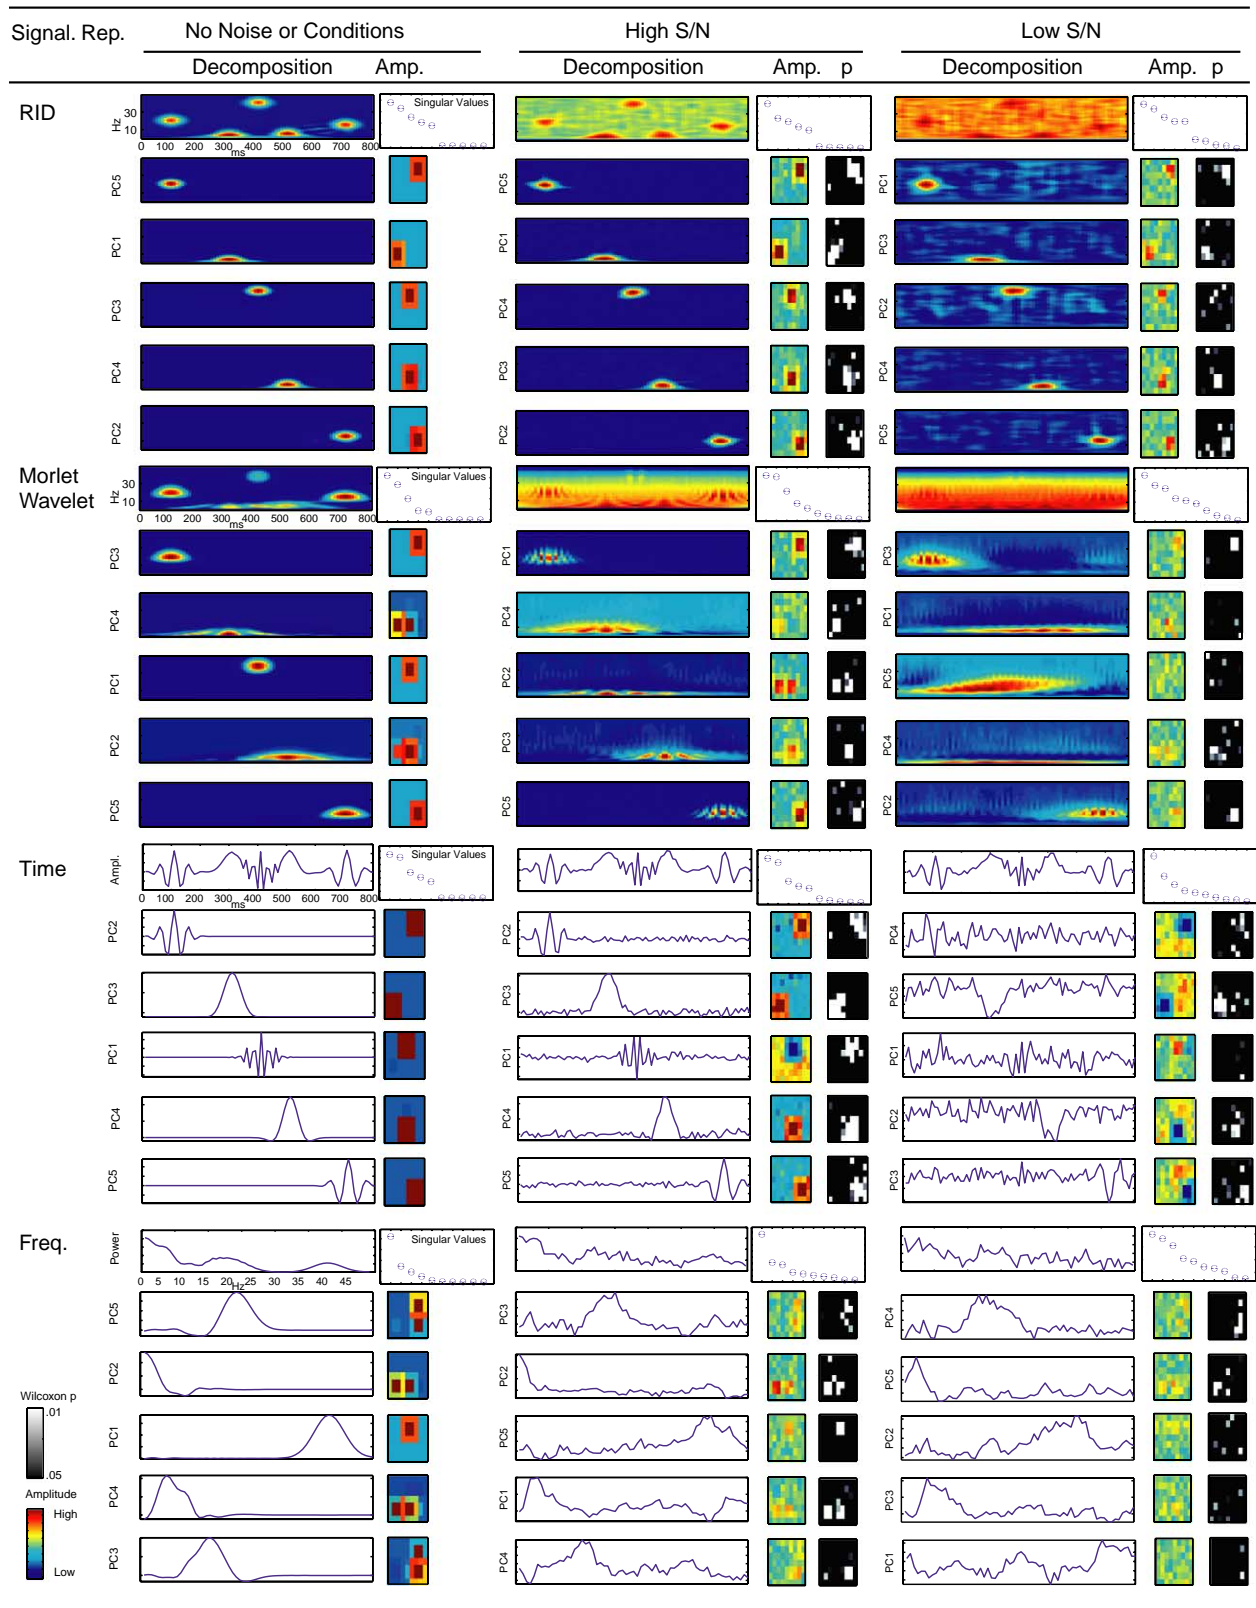 Signal. Rep. No Noise or Conditions High S/N Low S/N
Decomposition Amp. Decomposition Amp. p Decomposition Amp. p
RID
Hz 30 10
Singular Values
0 100 200 300 400 500 600 700 800
ms
PC5 PC5 PC1
PC1 PC1 PC3
PC3 PC4 PC2
PC4 PC3 PC4
PC2 PC2 PC5
Morlet
Wavelet
Hz 30 10
Singular Values
0 100 200 300 400 500 600 700 800
ms
PC3 PC1 PC3
PC4 PC4 PC1
PC1 PC2 PC5
PC2 PC3 PC4
PC5 PC5 PC2
Time
Ampl.
Singular Values
0 100 200 300 400 500 600 700 800
ms
PC2 PC2 PC4
PC3 PC3 PC5
PC1 PC1 PC1
PC4 PC4 PC2
PC5 PC5 PC3
Freq.
Power
Singular Values
0 5 10 15 20 25 30 35 40 45
Hz
PC5 PC3 PC4
PC2 PC2 PC5
PC1 PC5 PC2
PC4 PC1 PC3
PC3 PC4 PC1
Wilcoxon p
.01
.05
Amplitude
High
Low